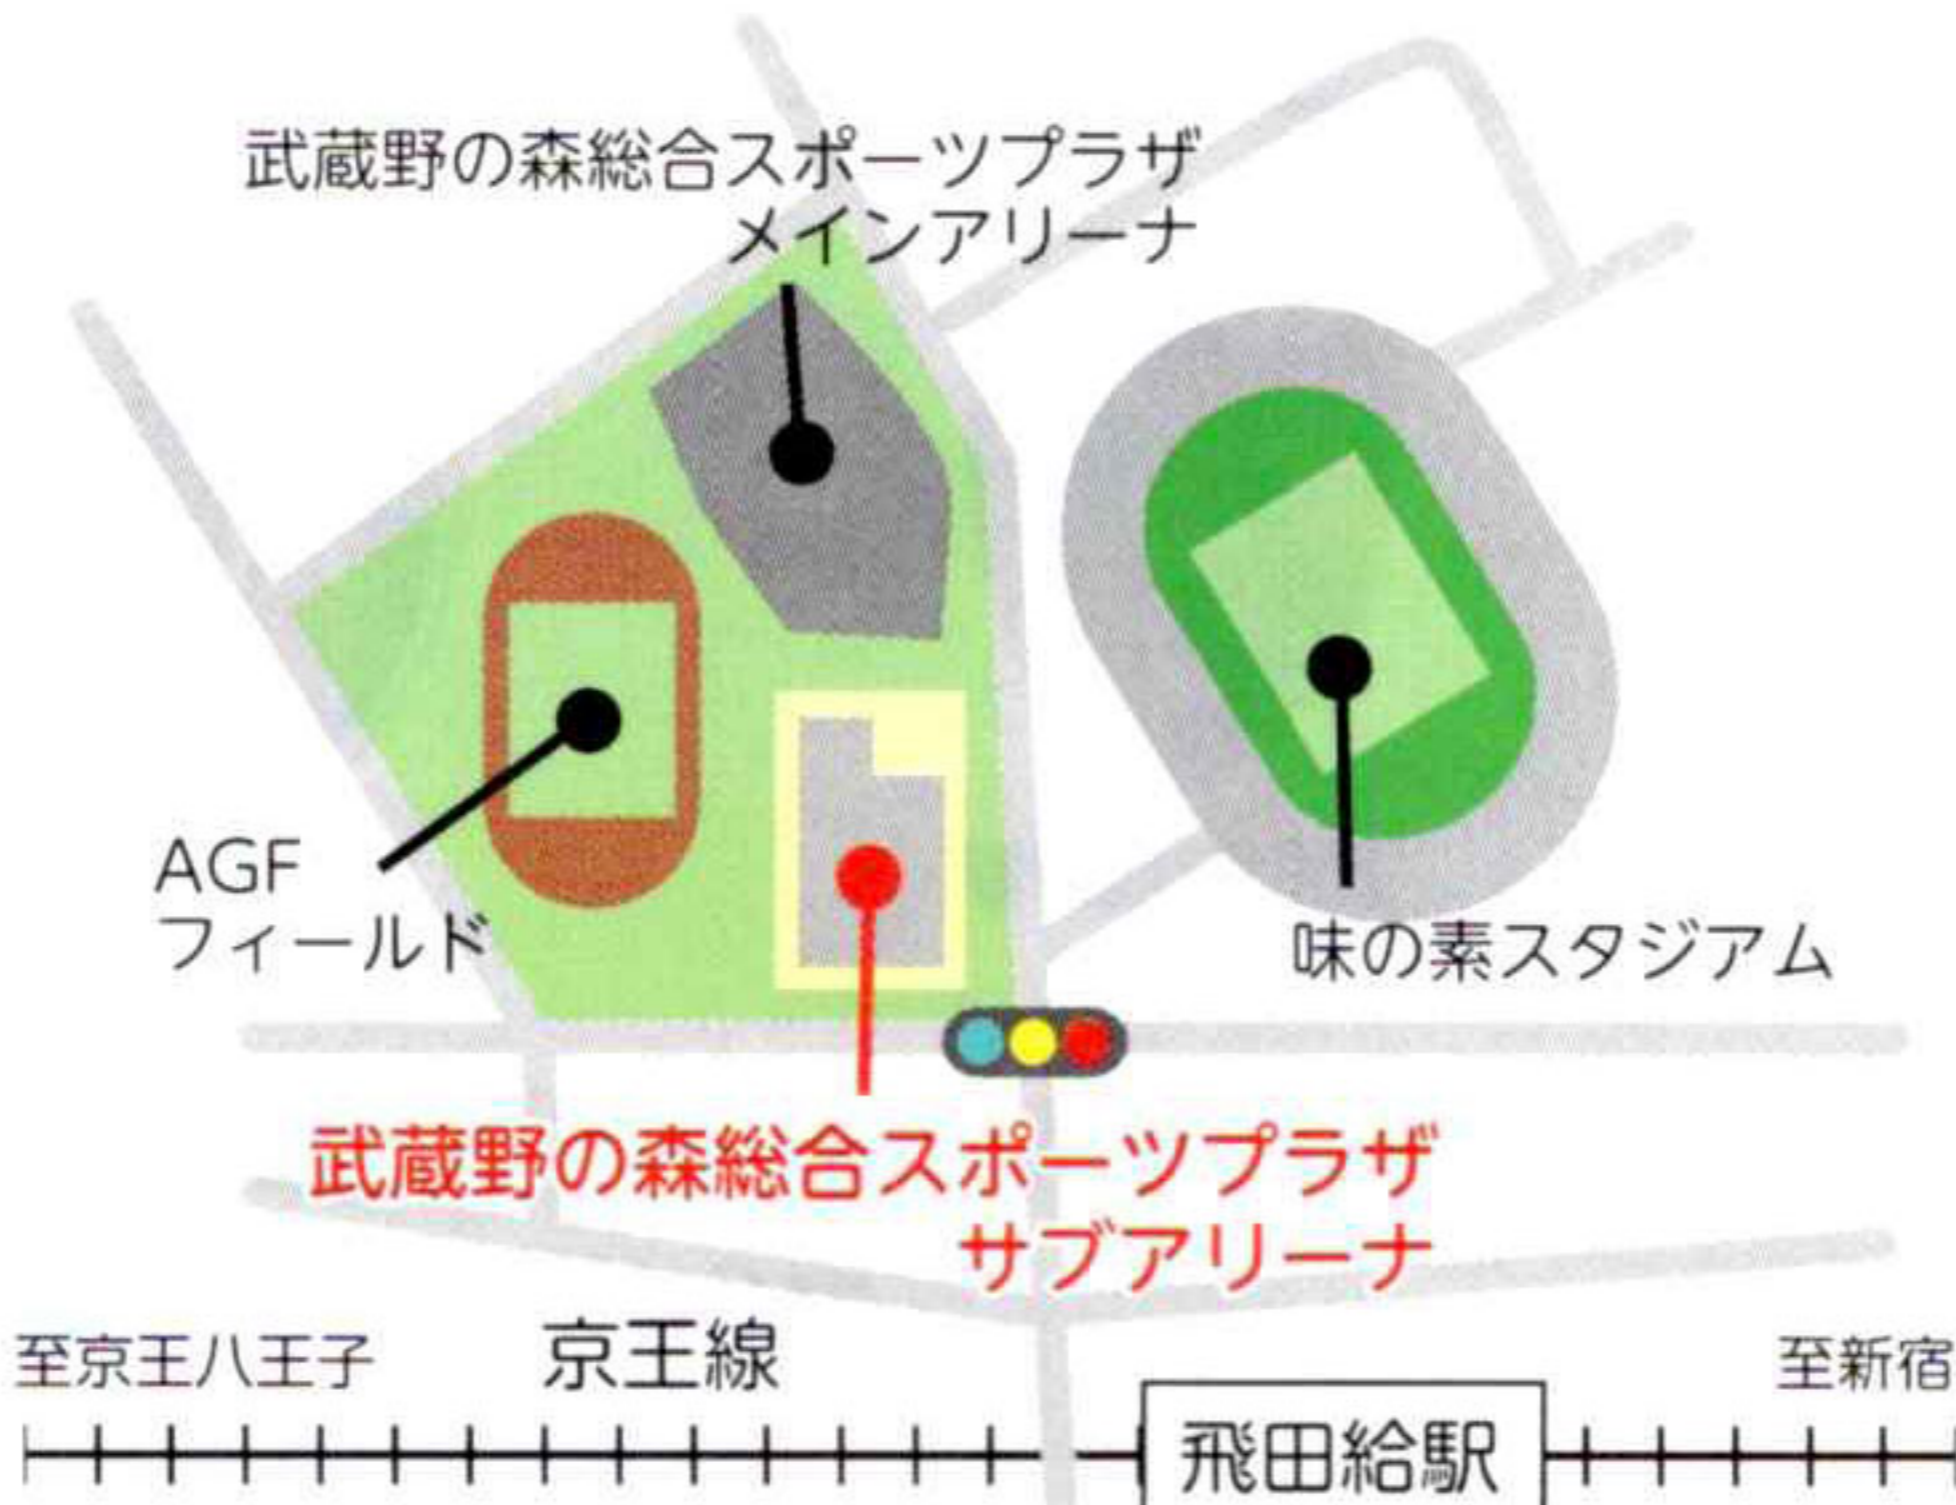 武蔵野の森総合スポーツプラザ
メインアリーナ
AGF
フィールド
味の素スタジアム
武蔵野の森総合スポーツプラザ
サブアリーナ
至京王八王子
京王線
至新宿
飛田給駅